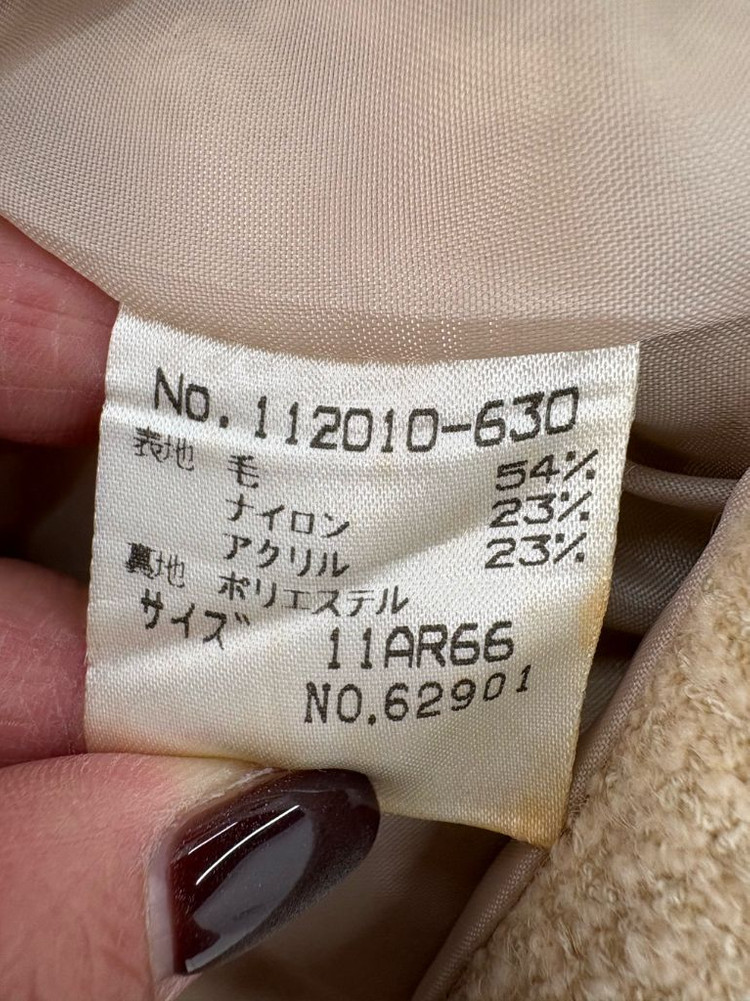 No.112010-630
表地 毛 54%
ナイロン 23%
アクリル 23%
裏地 ポリエステル
サイズ 11AR66
NO.62901